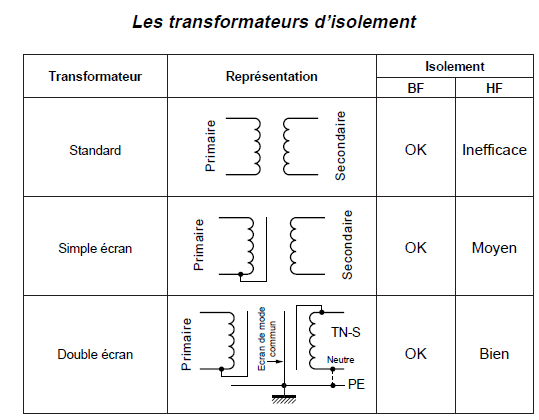 Les transformateurs d'isolement
Transformateur
Représentation
Isolement
BF
HF
Standard
Primaire
Secondaire
OK
Inefficace
Simple écran
Primaire
Secondaire
OK
Moyen
Double écran
Primaire
Ecran de mode
commun
TN-S
Neutre
PE
OK
Bien